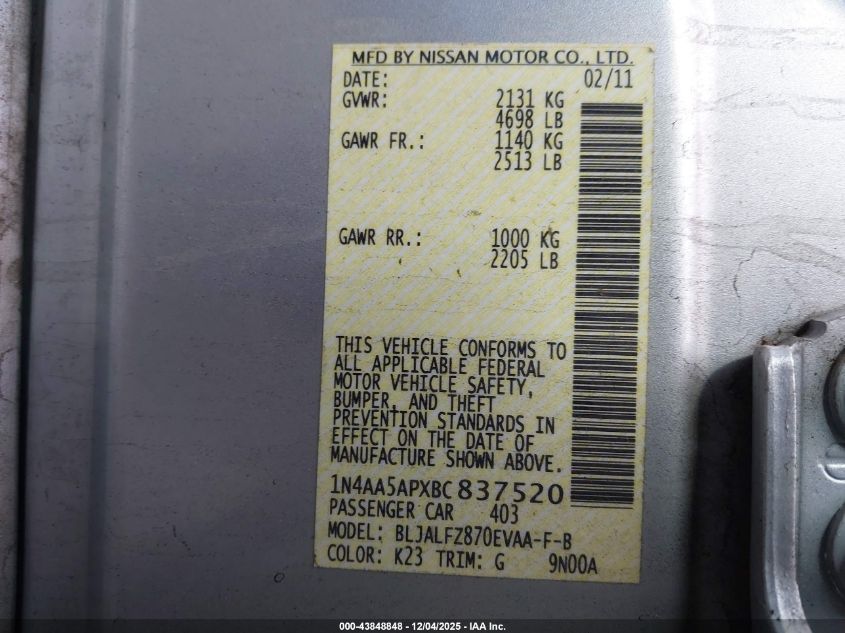 MFD BY NISSAN MOTOR CO., LTD.
DATE: 02/11
GVWR: 2131 KG
4698 LB
GAWR FR.: 1140 KG
2513 LB
GAWR RR.: 1000 KG
2205 LB
THIS VEHICLE CONFORMS TO
ALL APPLICABLE FEDERAL
MOTOR VEHICLE SAFETY,
BUMPER, AND THEFT
PREVENTION STANDARDS IN
EFFECT ON THE DATE OF
MANUFACTURE SHOWN ABOVE.
1N4AA5APXBC 837520
PASSENGER CAR 403
MODEL: BLJALFZ870EVAA-F-B
COLOR: K23 TRIM: G 9N00A
000-43848848 - 12/04/2025 - IAA Inc.